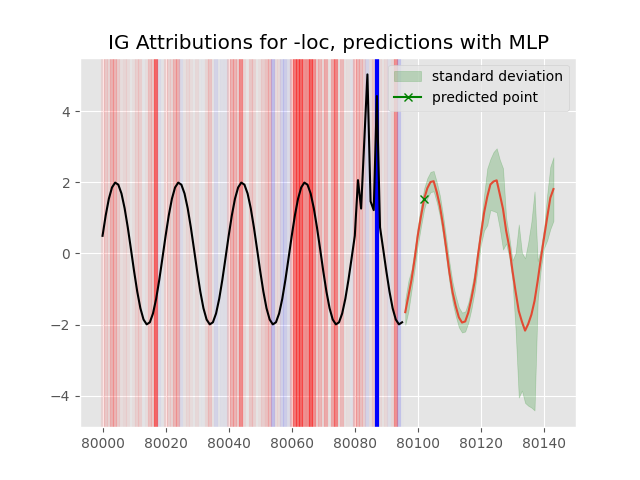 IG Attributions for -loc, predictions with MLP
standard deviation
predicted point
4
2
0
−2
−4
80000 80020 80040 80060 80080 80100 80120 80140